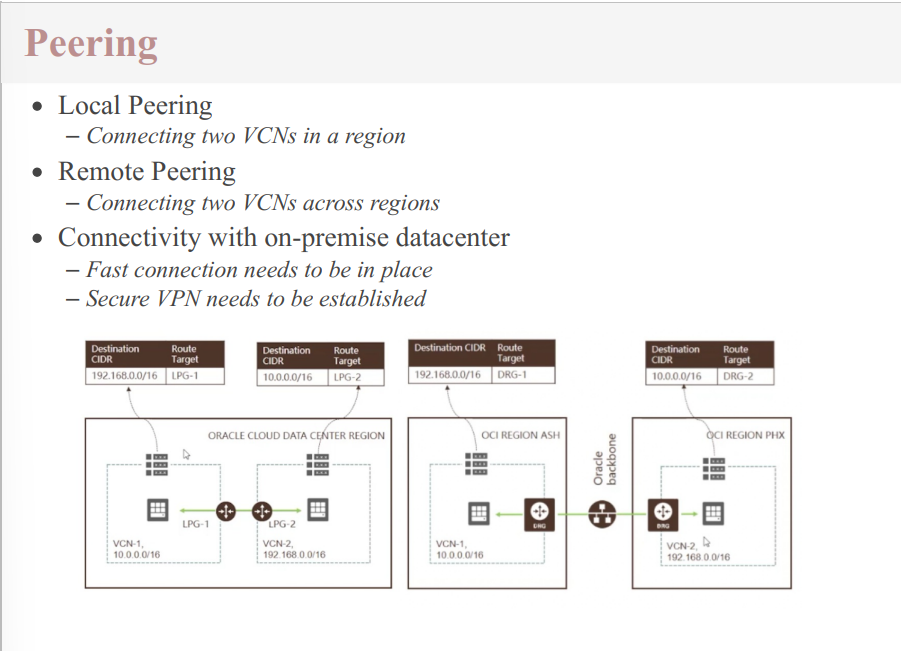 Peering
• Local Peering
– Connecting two VCNs in a region
• Remote Peering
– Connecting two VCNs across regions
• Connectivity with on-premise datacenter
– Fast connection needs to be in place
– Secure VPN needs to be established
Destination CIDR Route Target
192.168.0.0/16 LPG-1
Destination CIDR Route Target
10.0.0.0/16 LPG-2
Destination CIDR Route Target
192.168.0.0/16 DRG-1
Destination CIDR Route Target
10.0.0.0/16 DRG-2
ORACLE CLOUD DATA CENTER REGION
LPG-1
LPG-2
VCN-1,
10.0.0.0/16
VCN-2,
192.168.0.0/16
OCI REGION ASH
DRG
VCN-1,
10.0.0.0/16
Oracle
backbone
OCI REGION PHX
DRG
VCN-2,
192.168.0.0/16